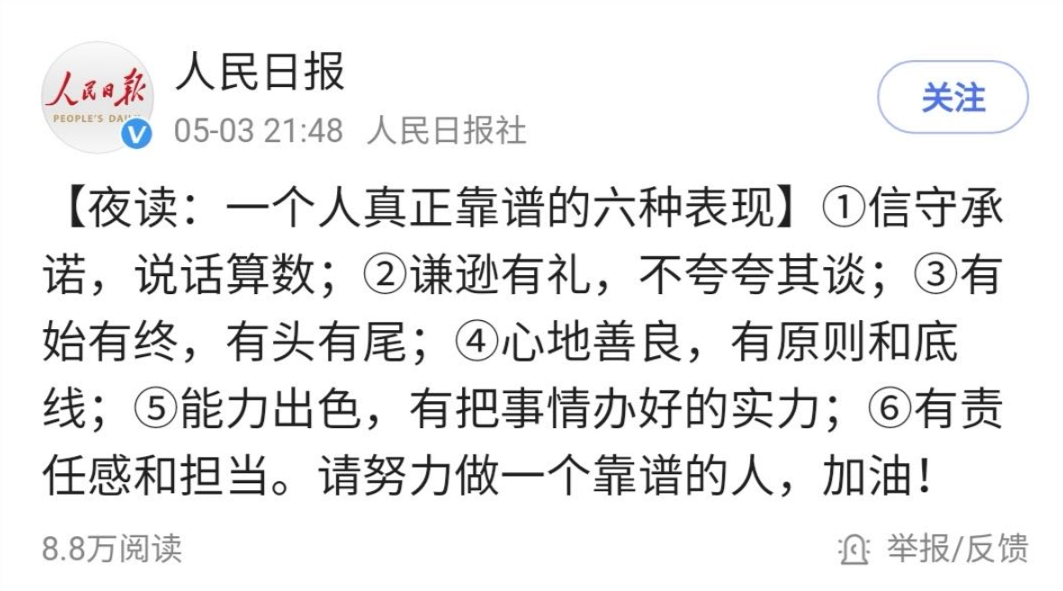 人民日報
PEOPLE'S DAILY
人民日报
关注
05-03 21:48 人民日报社
【夜读：一个人真正靠谱的六种表现】①信守承
诺，说话算数；②谦逊有礼，不夸夸其谈；③有
始有终，有头有尾；④心地善良，有原则和底
线；⑤能力出色，有把事情办好的实力；⑥有责
任感和担当。请努力做一个靠谱的人，加油！
8.8万阅读
举报/反馈